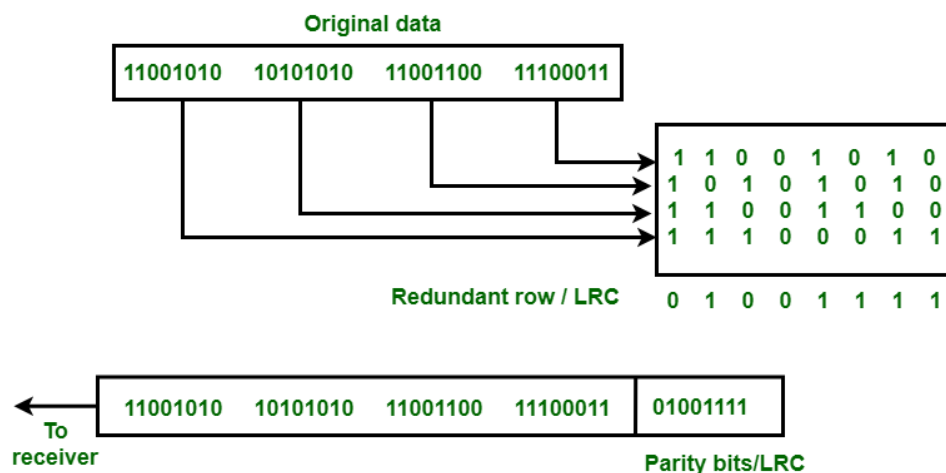 Original data
11001010 10101010 11001100 11100011
1 1 0 0 1 0 1 0
1 0 1 0 1 0 1 0
1 1 0 0 1 1 0 0
1 1 1 0 0 0 1 1
Redundant row / LRC 0 1 0 0 1 1 1 1
11001010 10101010 11001100 11100011 01001111
To
receiver
Parity bits/LRC